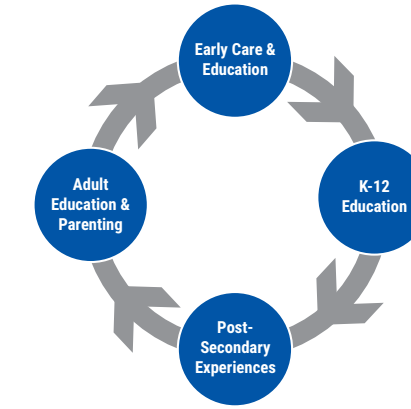 Early Care &
Education
K-12
Education
Post-
Secondary
Experiences
Adult
Education &
Parenting